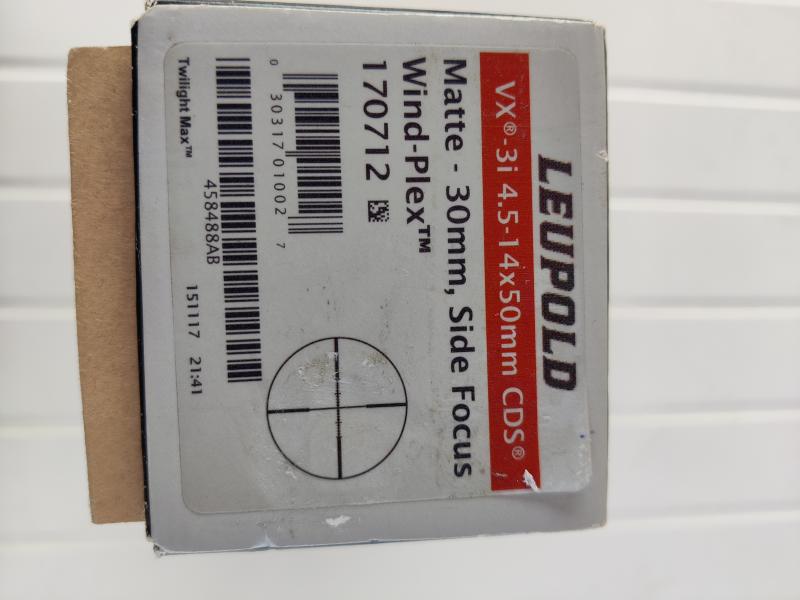 LEUPOLD
VX®-3i 4.5-14x50mm CDS®
Matte - 30mm, Side Focus
Wind-Plex™
170712
0 30317 01002 7
458488AB
Twilight Max™
151117 21:41